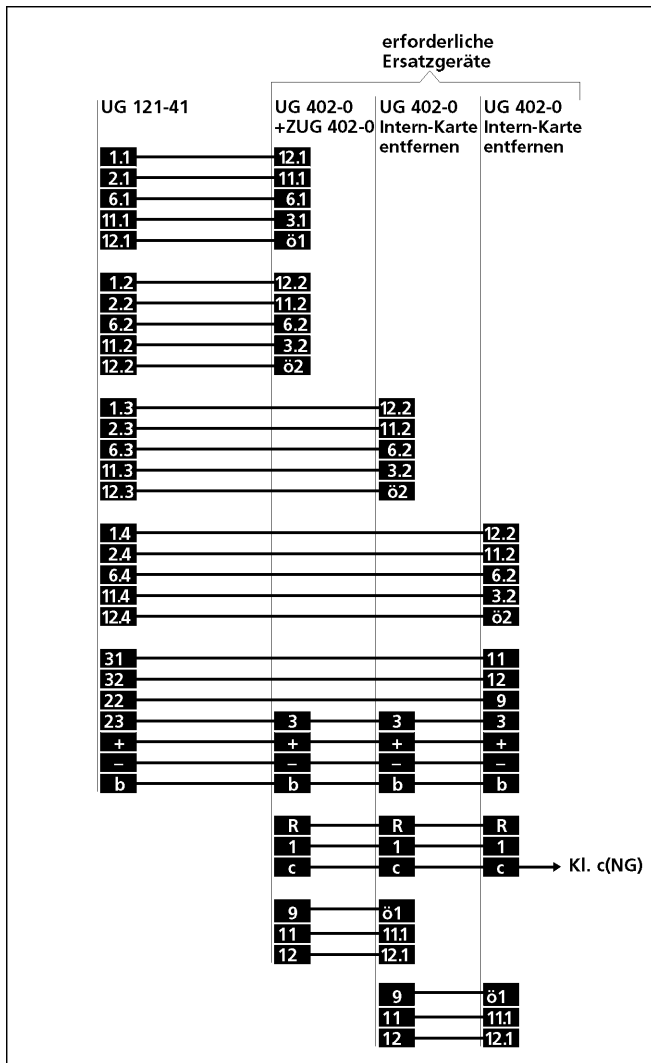 erforderliche
Ersatzgeräte
UG 121-41 UG 402-0 UG 402-0 UG 402-0
+ZUG 402-0 Intern-Karte Intern-Karte
entfernen entfernen
1.1 12.1
2.1 11.1
6.1 6.1
11.1 3.1
12.1 ö1
1.2 12.2
2.2 11.2
6.2 6.2
11.2 3.2
12.2 ö2
1.3 12.2
2.3 11.2
6.3 6.2
11.3 3.2
12.3 ö2
1.4 12.2
2.4 11.2
6.4 6.2
11.4 3.2
12.4 ö2
31 11
32 12
22 9
23 3 3 3
+ + + +
– – – –
b b b b
R R R
1 1 1
c c c Kl. c(NG)
9 ö1
11 11.1
12 12.1
9 ö1
11 11.1
12 12.1